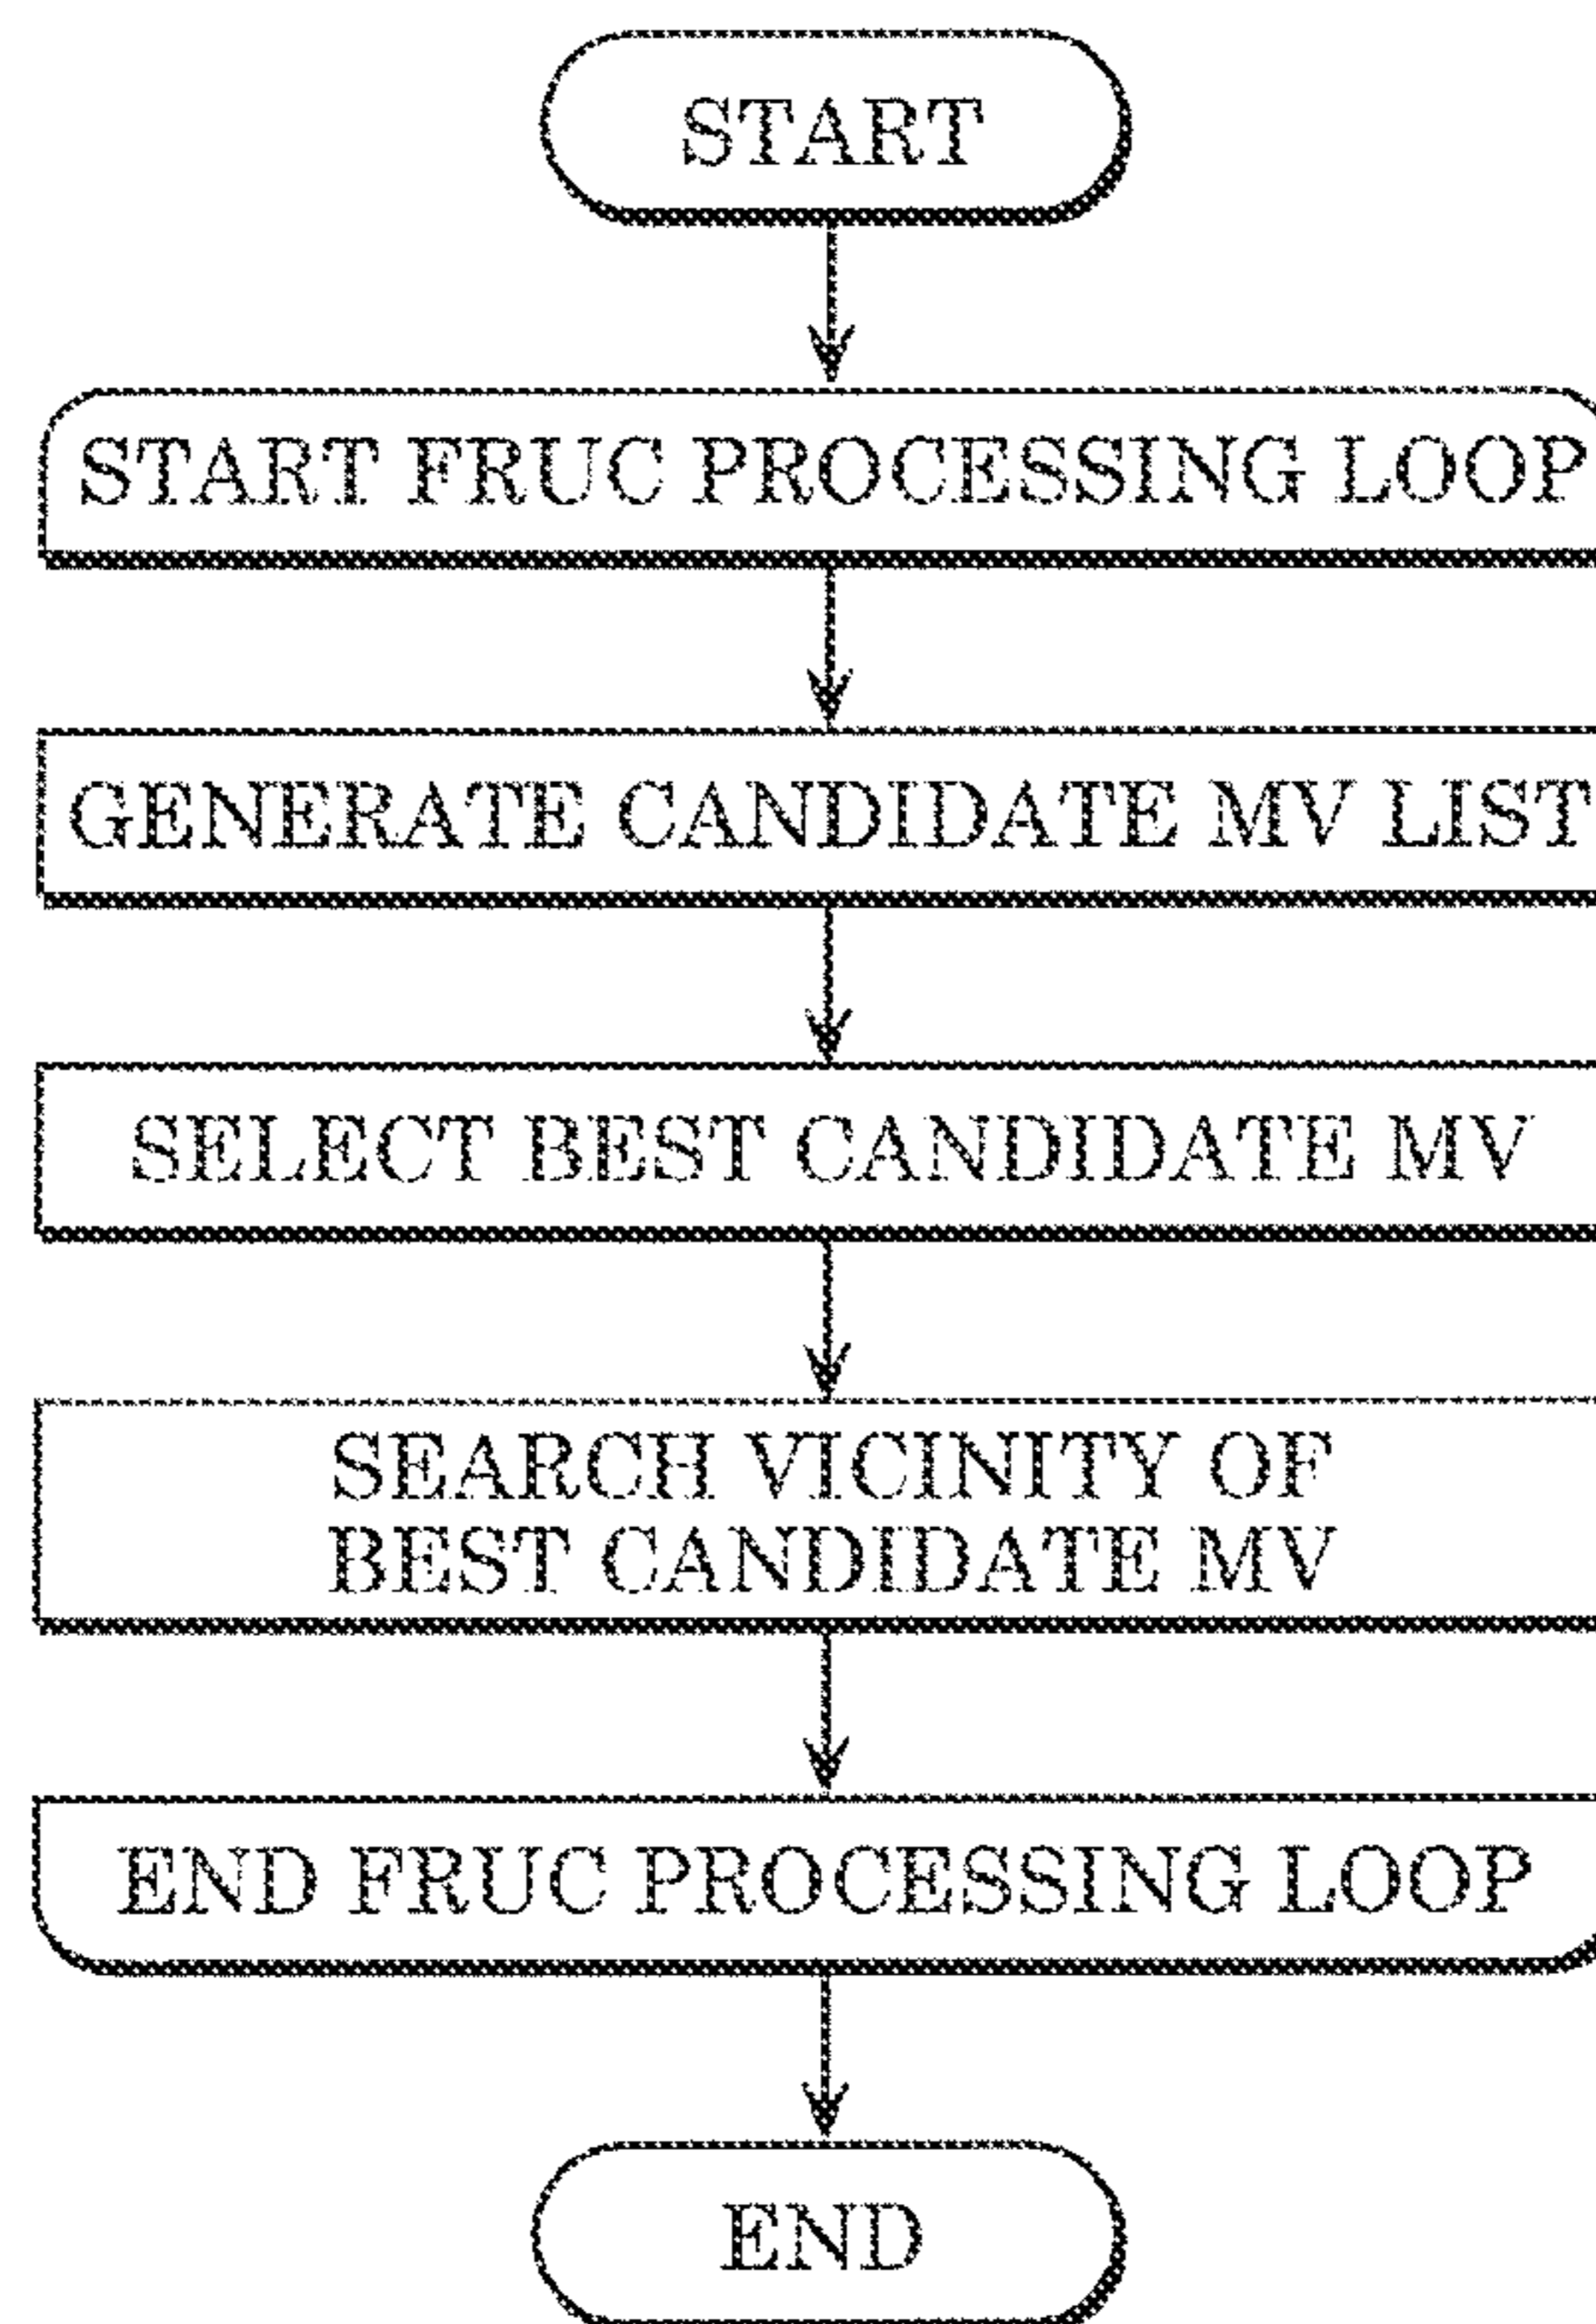 START
START FRUC PROCESSING LOOP
GENERATE CANDIDATE MV LIST
SELECT BEST CANDIDATE MV
SEARCH VICINITY OF
BEST CANDIDATE MV
END FRUC PROCESSING LOOP
END